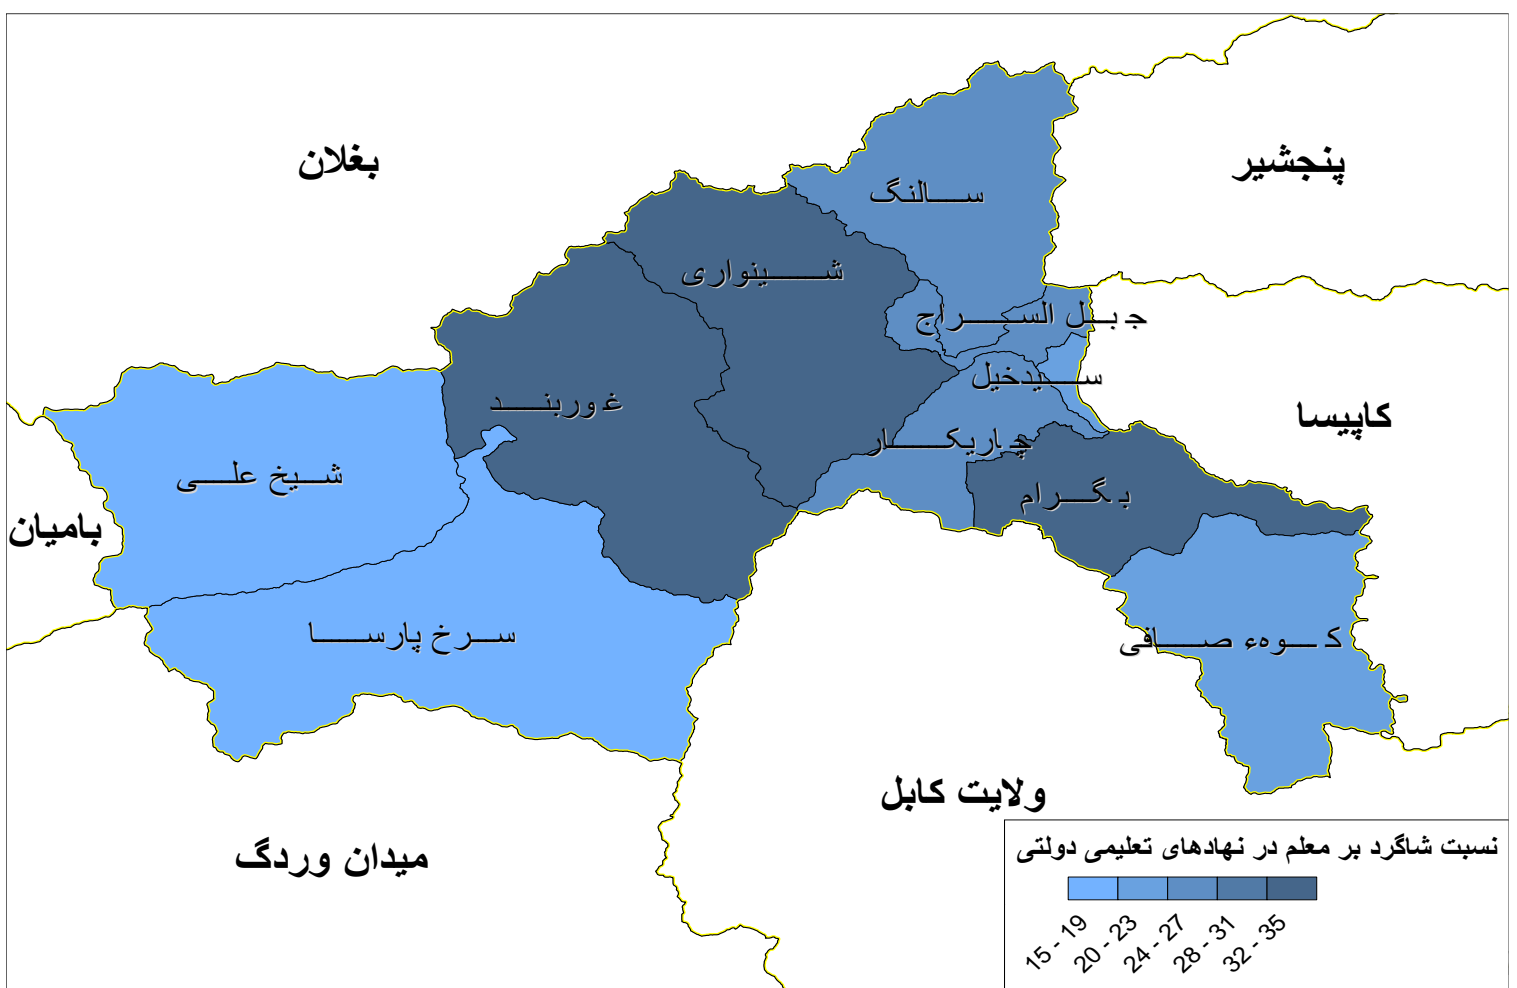 بغلان
پنجشیر
سالنگ
شینواری
جبل السراج
سیدخیل
غوربند
کاپیسا
چاریکار
شیخ علی
بگرام
بامیان
سرخ پارسا
کوهء صافی
ولایت کابل
میدان وردگ
نسبت شاگرد بر معلم در نهادهای تعلیمی دولتی
15 - 19
20 - 23
24 - 27
28 - 31
32 - 35